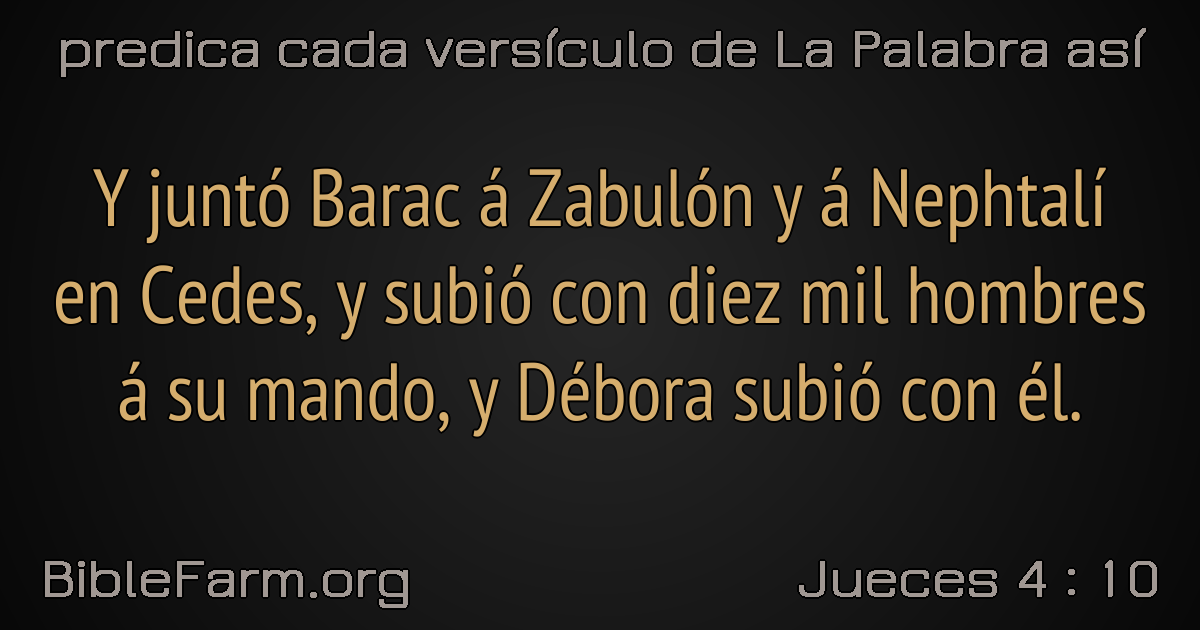 predica cada versículo de La Palabra así
Y juntó Barac á Zabulón y á Nephtalí
en Cedes, y subió con diez mil hombres
á su mando, y Débora subió con él.
BibleFarm.org
Jueces 4 : 10